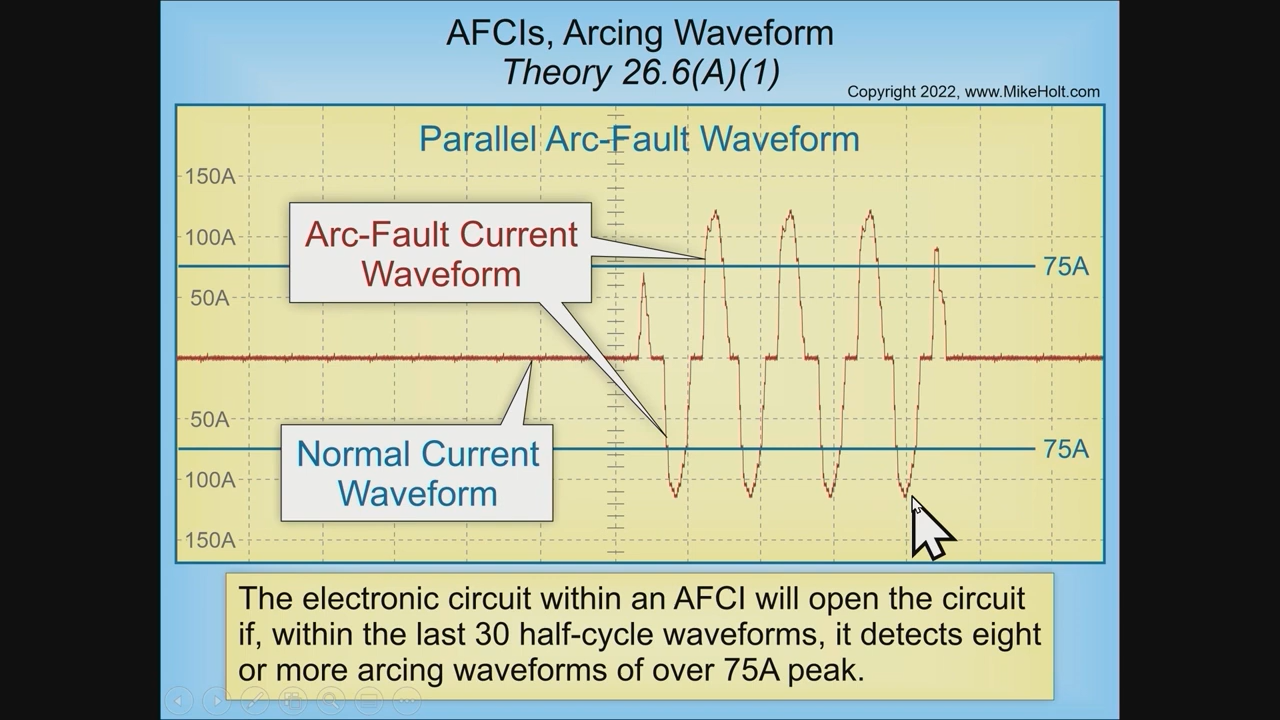 AFCIs, Arcing Waveform
Theory 26.6(A)(1)
Copyright 2022, www.MikeHolt.com
Parallel Arc-Fault Waveform
150A
100A
50A
50A
100A
150A
75A
75A
Arc-Fault Current
Waveform
Normal Current
Waveform
The electronic circuit within an AFCI will open the circuit
if, within the last 30 half-cycle waveforms, it detects eight
or more arcing waveforms of over 75A peak.